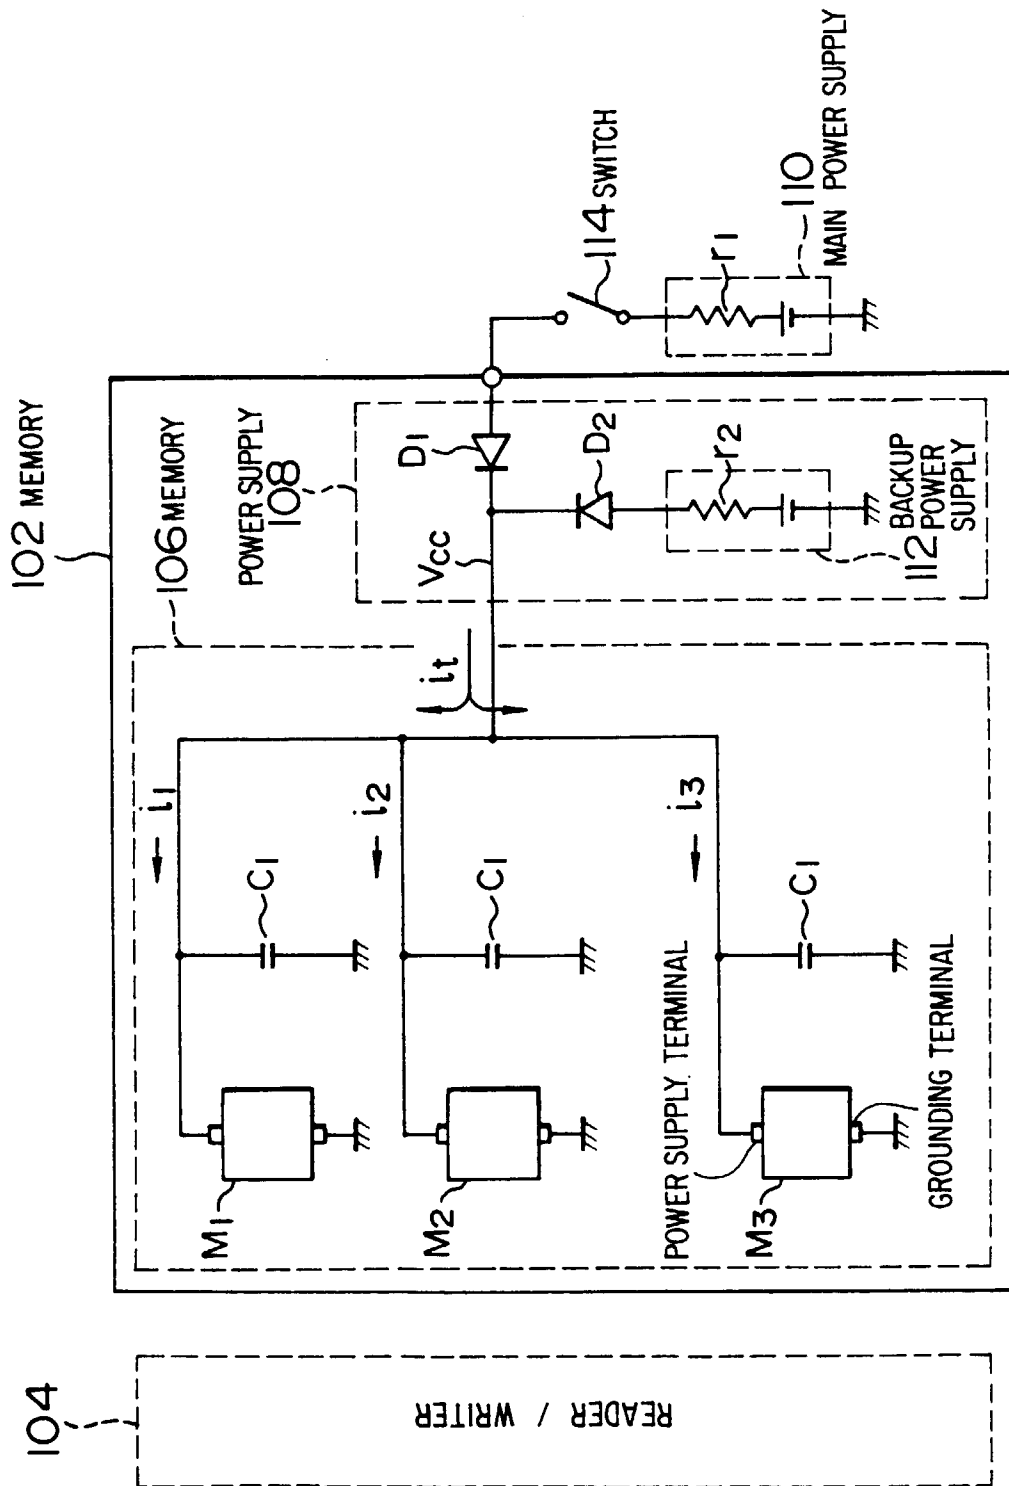 102 MEMORY
106 MEMORY
POWER SUPPLY
108
110
MAIN POWER SUPPLY
114 SWITCH
r1
D1
D2
r2
112 BACKUP
POWER
SUPPLY
Vcc
it
i1
i2
i3
C1
C1
C1
M1
M2
M3
POWER SUPPLY TERMINAL
GROUNDING TERMINAL
104
READER / WRITER